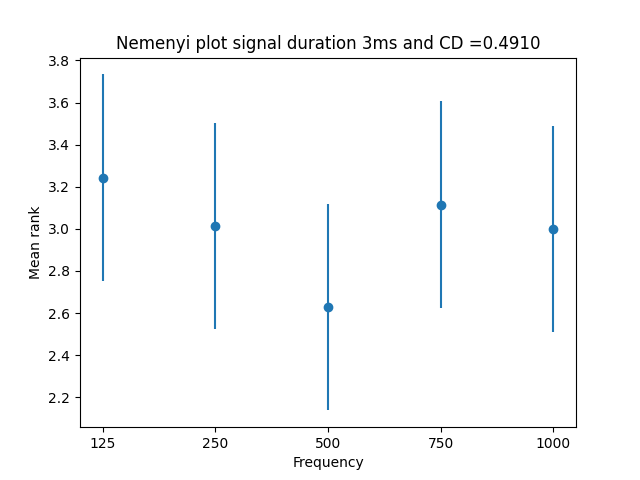 Nemenyi plot signal duration 3ms and CD =0.4910
3.8
3.6
3.4
3.2
3.0
2.8
2.6
2.4
2.2
Mean rank
125 250 500 750 1000
Frequency